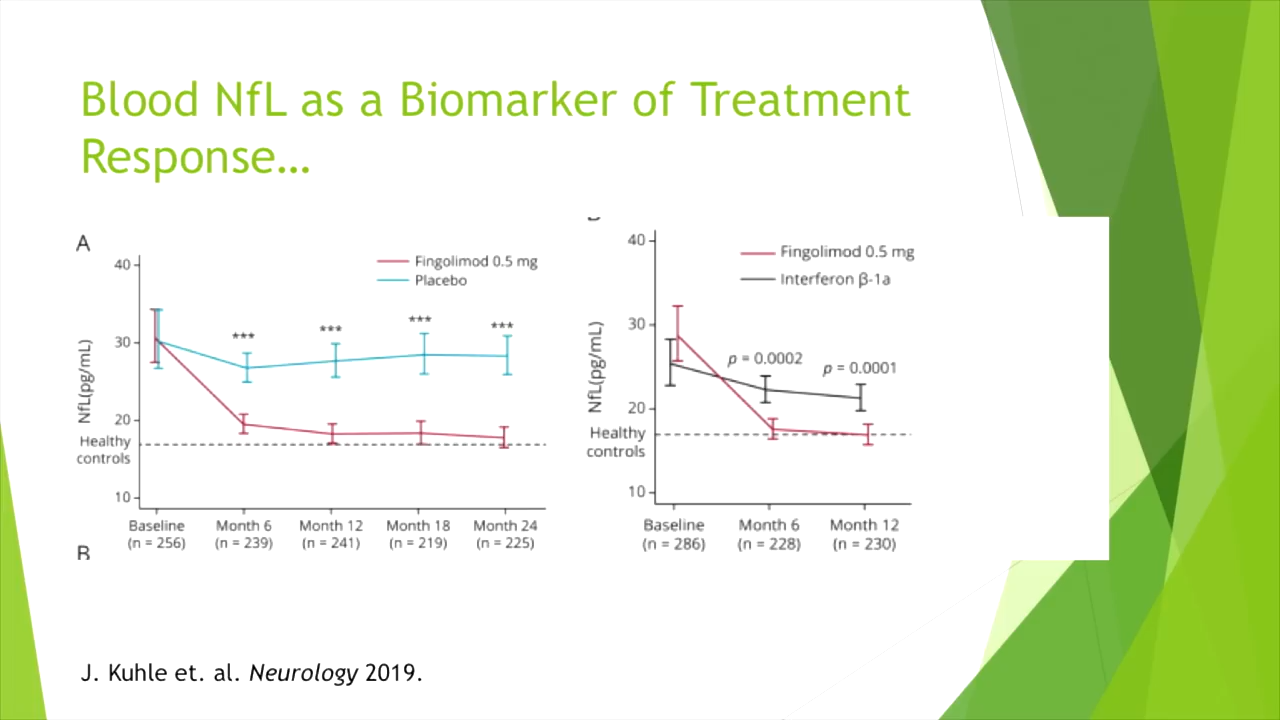 Blood NfL as a Biomarker of Treatment
Response…
A
Fingolimod 0.5 mg
Placebo
40
30
20
10
NfL(pg/mL)
Healthy
controls
***
***
***
***
Baseline
Month 6
Month 12
Month 18
Month 24
(n = 256)
(n = 239)
(n = 241)
(n = 219)
(n = 225)
B
Fingolimod 0.5 mg
Interferon β-1a
40
30
20
10
NfL(pg/mL)
Healthy
controls
p = 0.0002
p = 0.0001
Baseline
Month 6
Month 12
(n = 286)
(n = 228)
(n = 230)
J. Kuhle et. al. Neurology 2019.